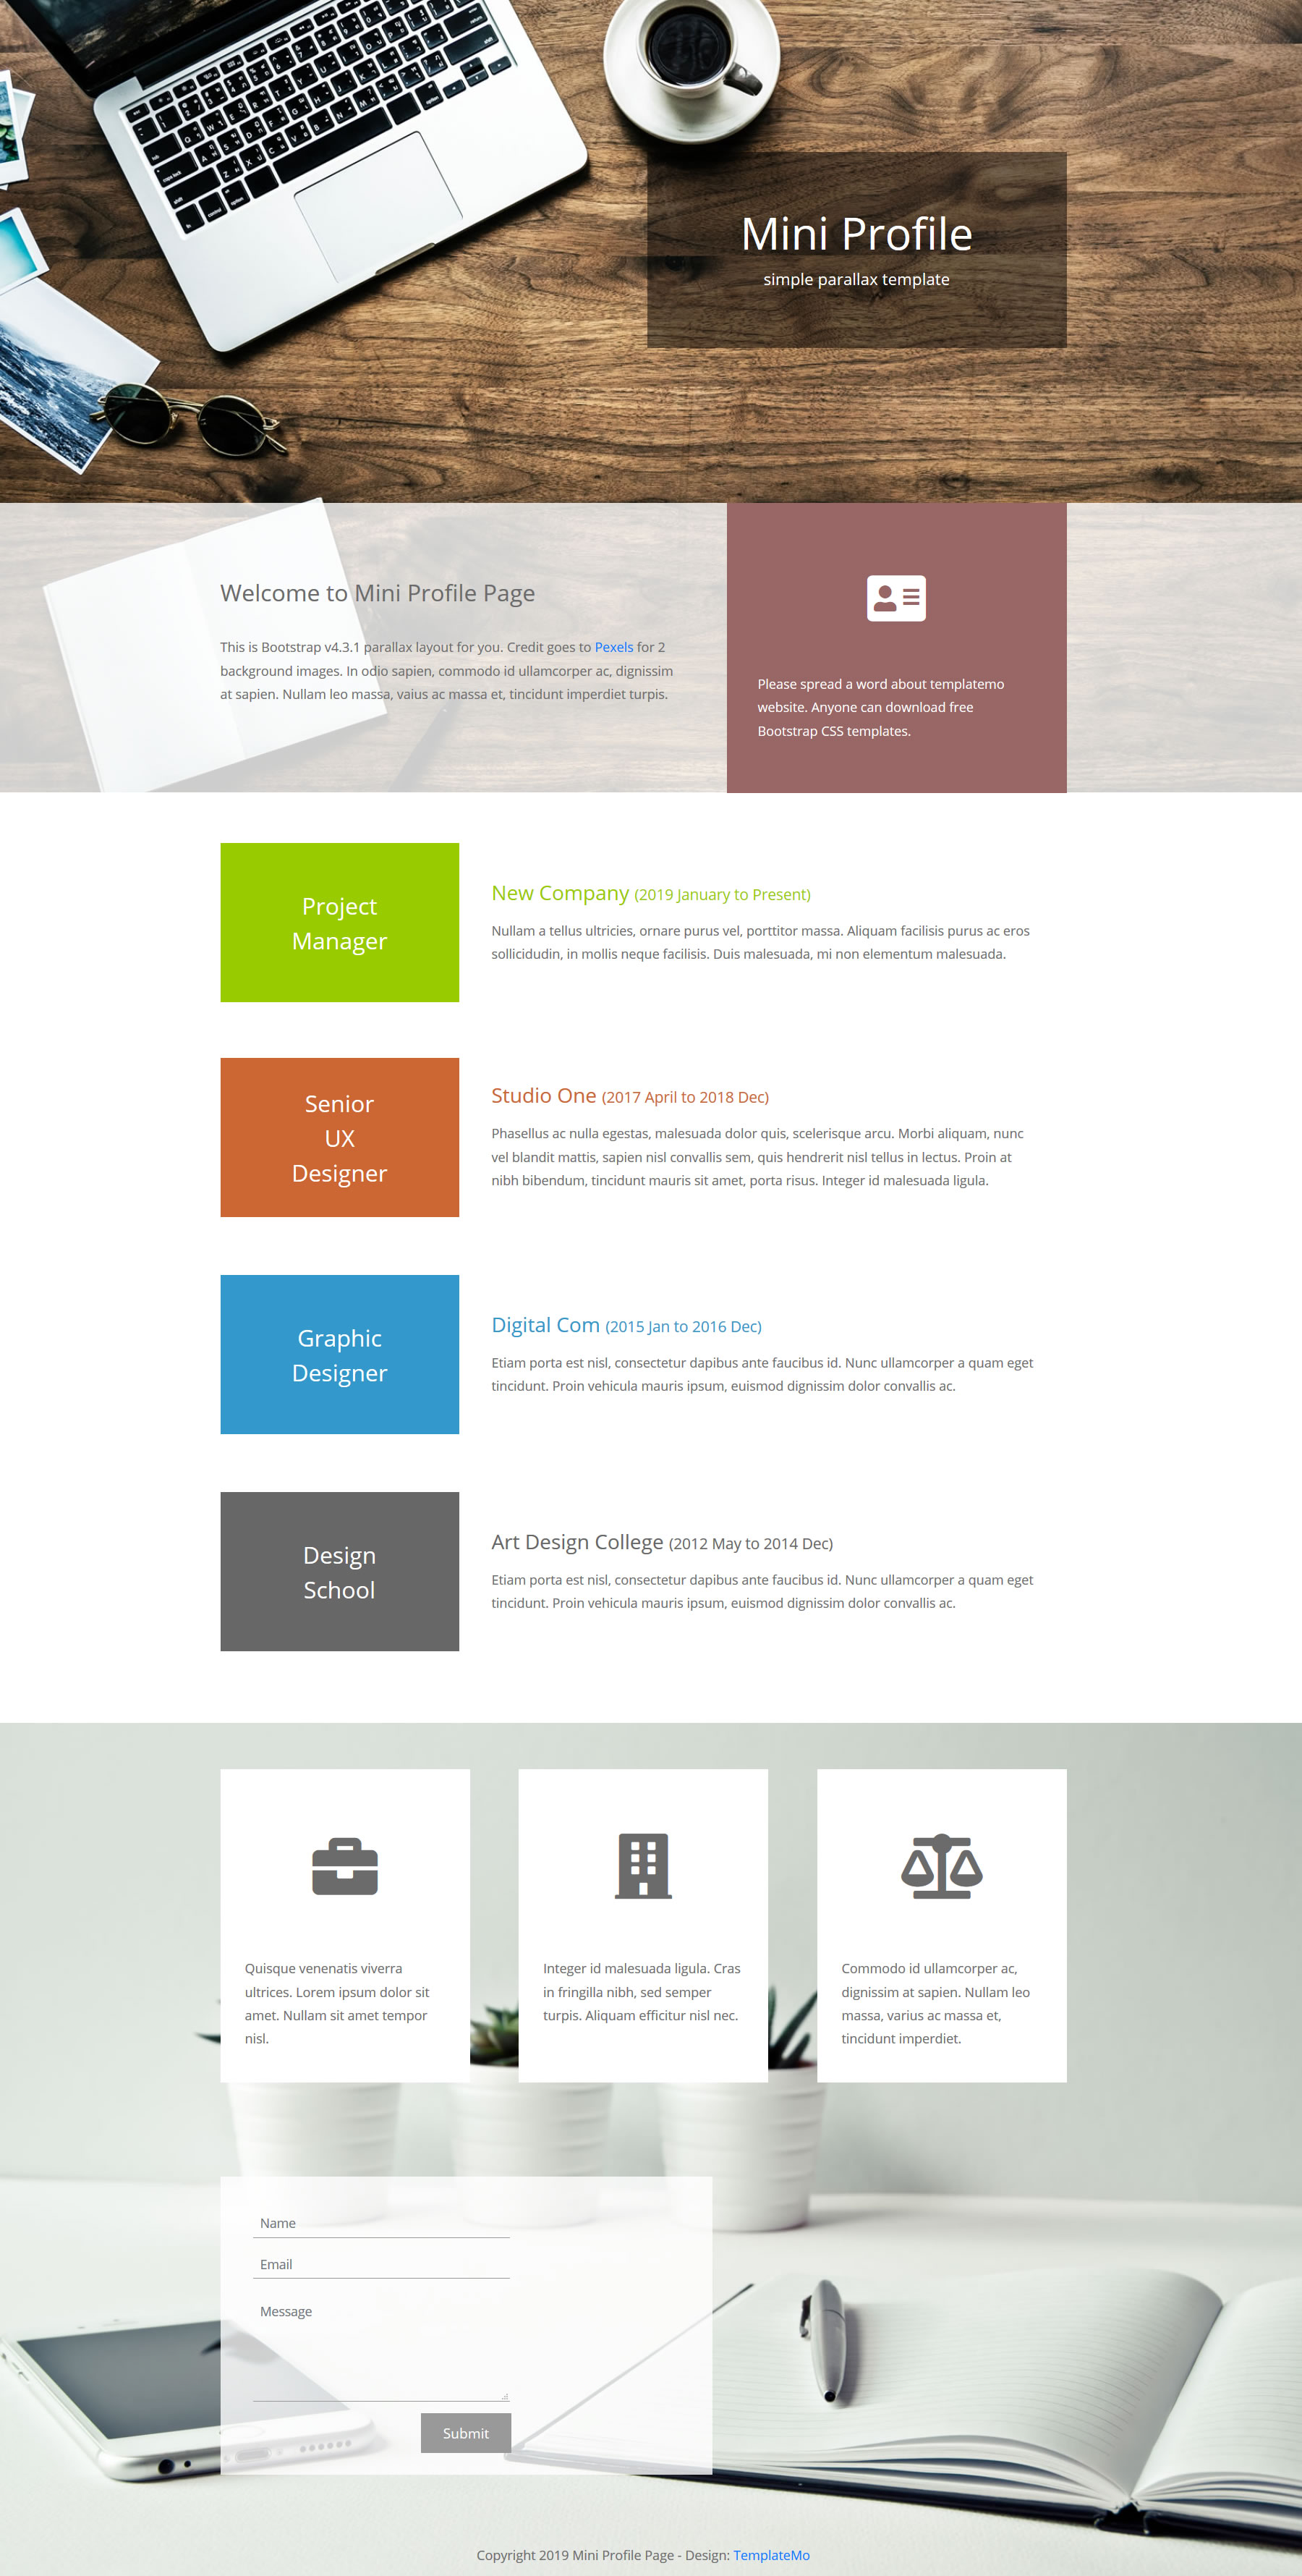 Mini Profile
simple parallax template
Welcome to Mini Profile Page
This is Bootstrap v4.3.1 parallax layout for you. Credit goes to Pexels for 2
background images. In odio sapien, commodo id ullamcorper ac, dignissim
at sapien. Nullam leo massa, vaius ac massa et, tincidunt imperdiet turpis.
Please spread a word about templatemo
website. Anyone can download free
Bootstrap CSS templates.
Project
Manager
New Company (2019 January to Present)
Nullam a tellus ultricies, ornare purus vel, porttitor massa. Aliquam facilisis purus ac eros
sollicidudin, in mollis neque facilisis. Duis malesuada, mi non elementum malesuada.
Senior
UX
Designer
Studio One (2017 April to 2018 Dec)
Phasellus ac nulla egestas, malesuada dolor quis, scelerisque arcu. Morbi aliquam, nunc
vel blandit mattis, sapien nisl convallis sem, quis hendrerit nisl tellus in lectus. Proin at
nibh bibendum, tincidunt mauris sit amet, porta risus. Integer id malesuada ligula.
Graphic
Designer
Digital Com (2015 Jan to 2016 Dec)
Etiam porta est nisl, consectetur dapibus ante faucibus id. Nunc ullamcorper a quam eget
tincidunt. Proin vehicula mauris ipsum, euismod dignissim dolor convallis ac.
Design
School
Art Design College (2012 May to 2014 Dec)
Etiam porta est nisl, consectetur dapibus ante faucibus id. Nunc ullamcorper a quam eget
tincidunt. Proin vehicula mauris ipsum, euismod dignissim dolor convallis ac.
Quisque venenatis viverra
ultrices. Lorem ipsum dolor sit
amet. Nullam sit amet tempor
nisl.
Integer id malesuada ligula. Cras
in fringilla nibh, sed semper
turpis. Aliquam efficitur nisl nec.
Commodo id ullamcorper ac,
dignissim at sapien. Nullam leo
massa, varius ac massa et,
tincidunt imperdiet.
Name
Email
Message
Submit
Copyright 2019 Mini Profile Page - Design: TemplateMo